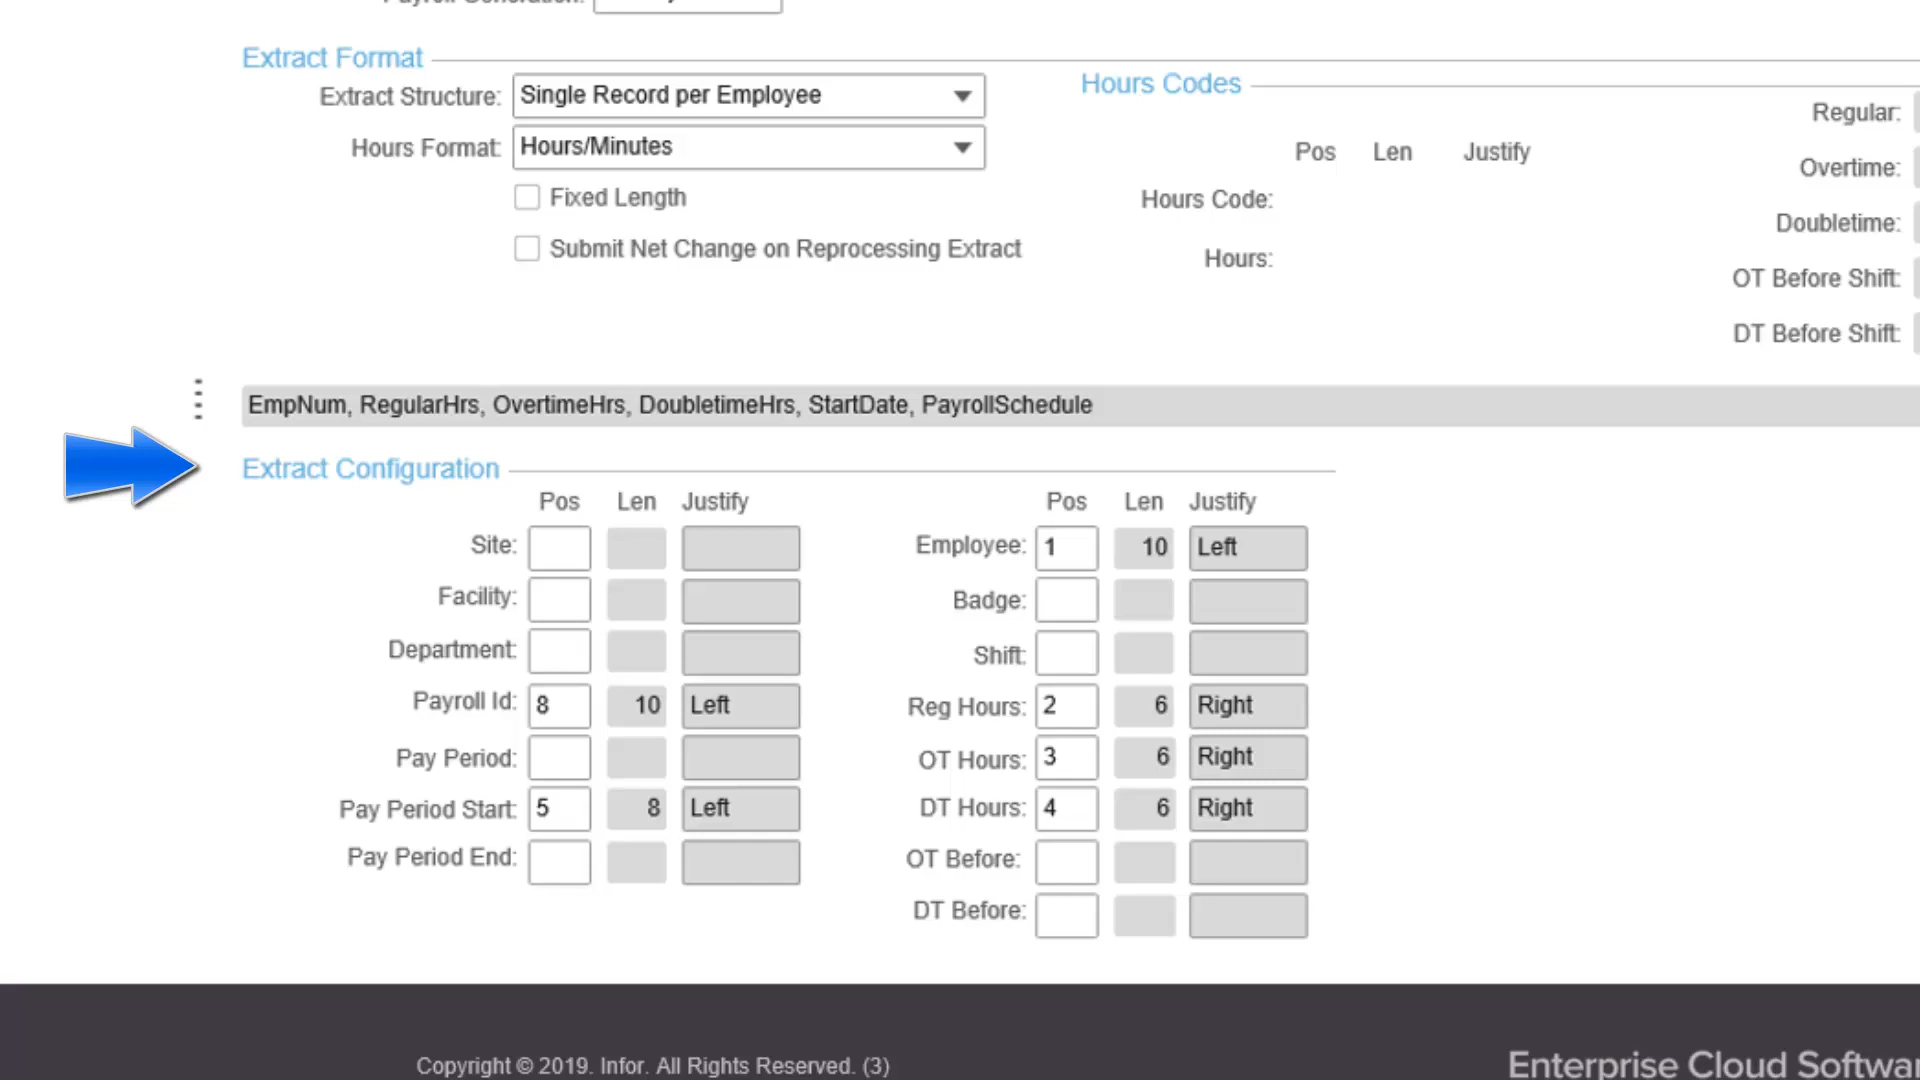 Payroll Generation:
Extract Format
Extract Structure: Single Record per Employee
Hours Format: Hours/Minutes
Fixed Length
Submit Net Change on Reprocessing Extract
Hours Codes
Pos Len Justify
Hours Code:
Hours:
Regular:
Overtime:
Doubletime:
OT Before Shift:
DT Before Shift:
EmpNum, RegularHrs, OvertimeHrs, DoubletimeHrs, StartDate, PayrollSchedule
Extract Configuration
Pos Len Justify
Site:
Facility:
Department:
Payroll Id: 8 10 Left
Pay Period:
Pay Period Start: 5 8 Left
Pay Period End:
Pos Len Justify
Employee: 1 10 Left
Badge:
Shift:
Reg Hours: 2 6 Right
OT Hours: 3 6 Right
DT Hours: 4 6 Right
OT Before:
DT Before:
Copyright © 2019. Infor. All Rights Reserved. (3)
Enterprise Cloud Softwar